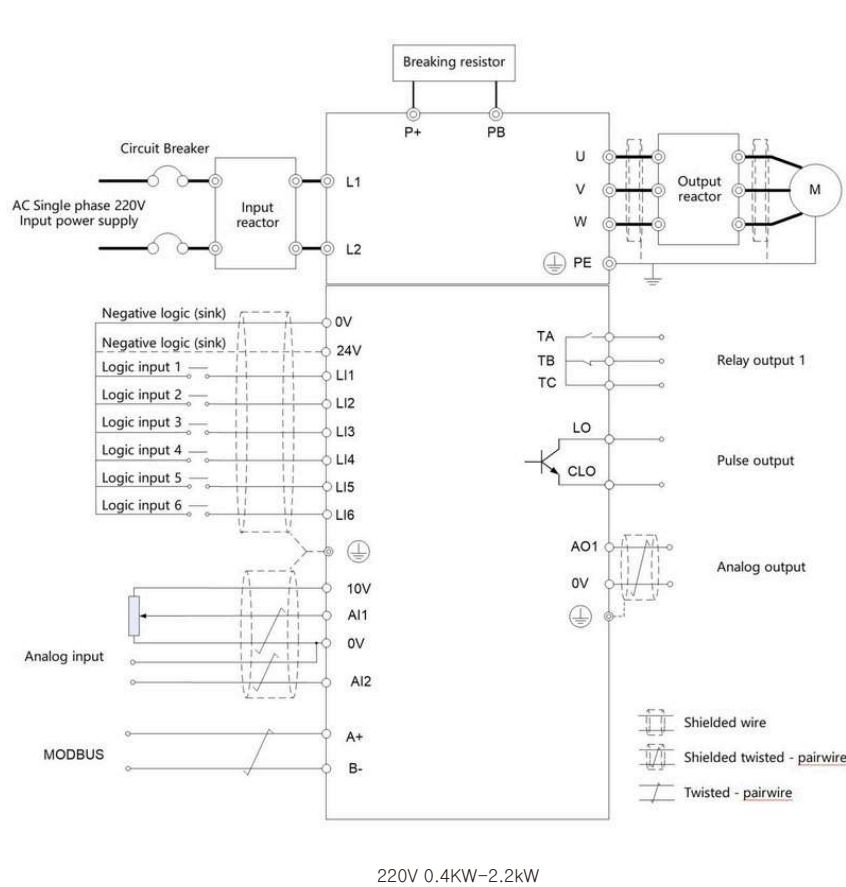 Breaking resistor
P+
PB
Circuit Breaker
AC Single phase 220V
Input power supply
Input
reactor
L1
L2
U
V
W
PE
Output
reactor
M
Negative logic (sink)
0V
Negative logic (sink)
24V
Logic input 1
LI1
Logic input 2
LI2
Logic input 3
LI3
Logic input 4
LI4
Logic input 5
LI5
Logic input 6
LI6
10V
AI1
0V
Analog input
AI2
MODBUS
A+
B-
TA
TB
TC
Relay output 1
LO
CLO
Pulse output
AO1
0V
Analog output
Shielded wire
Shielded twisted - pairwire
Twisted - pairwire
220V 0.4KW-2.2kW